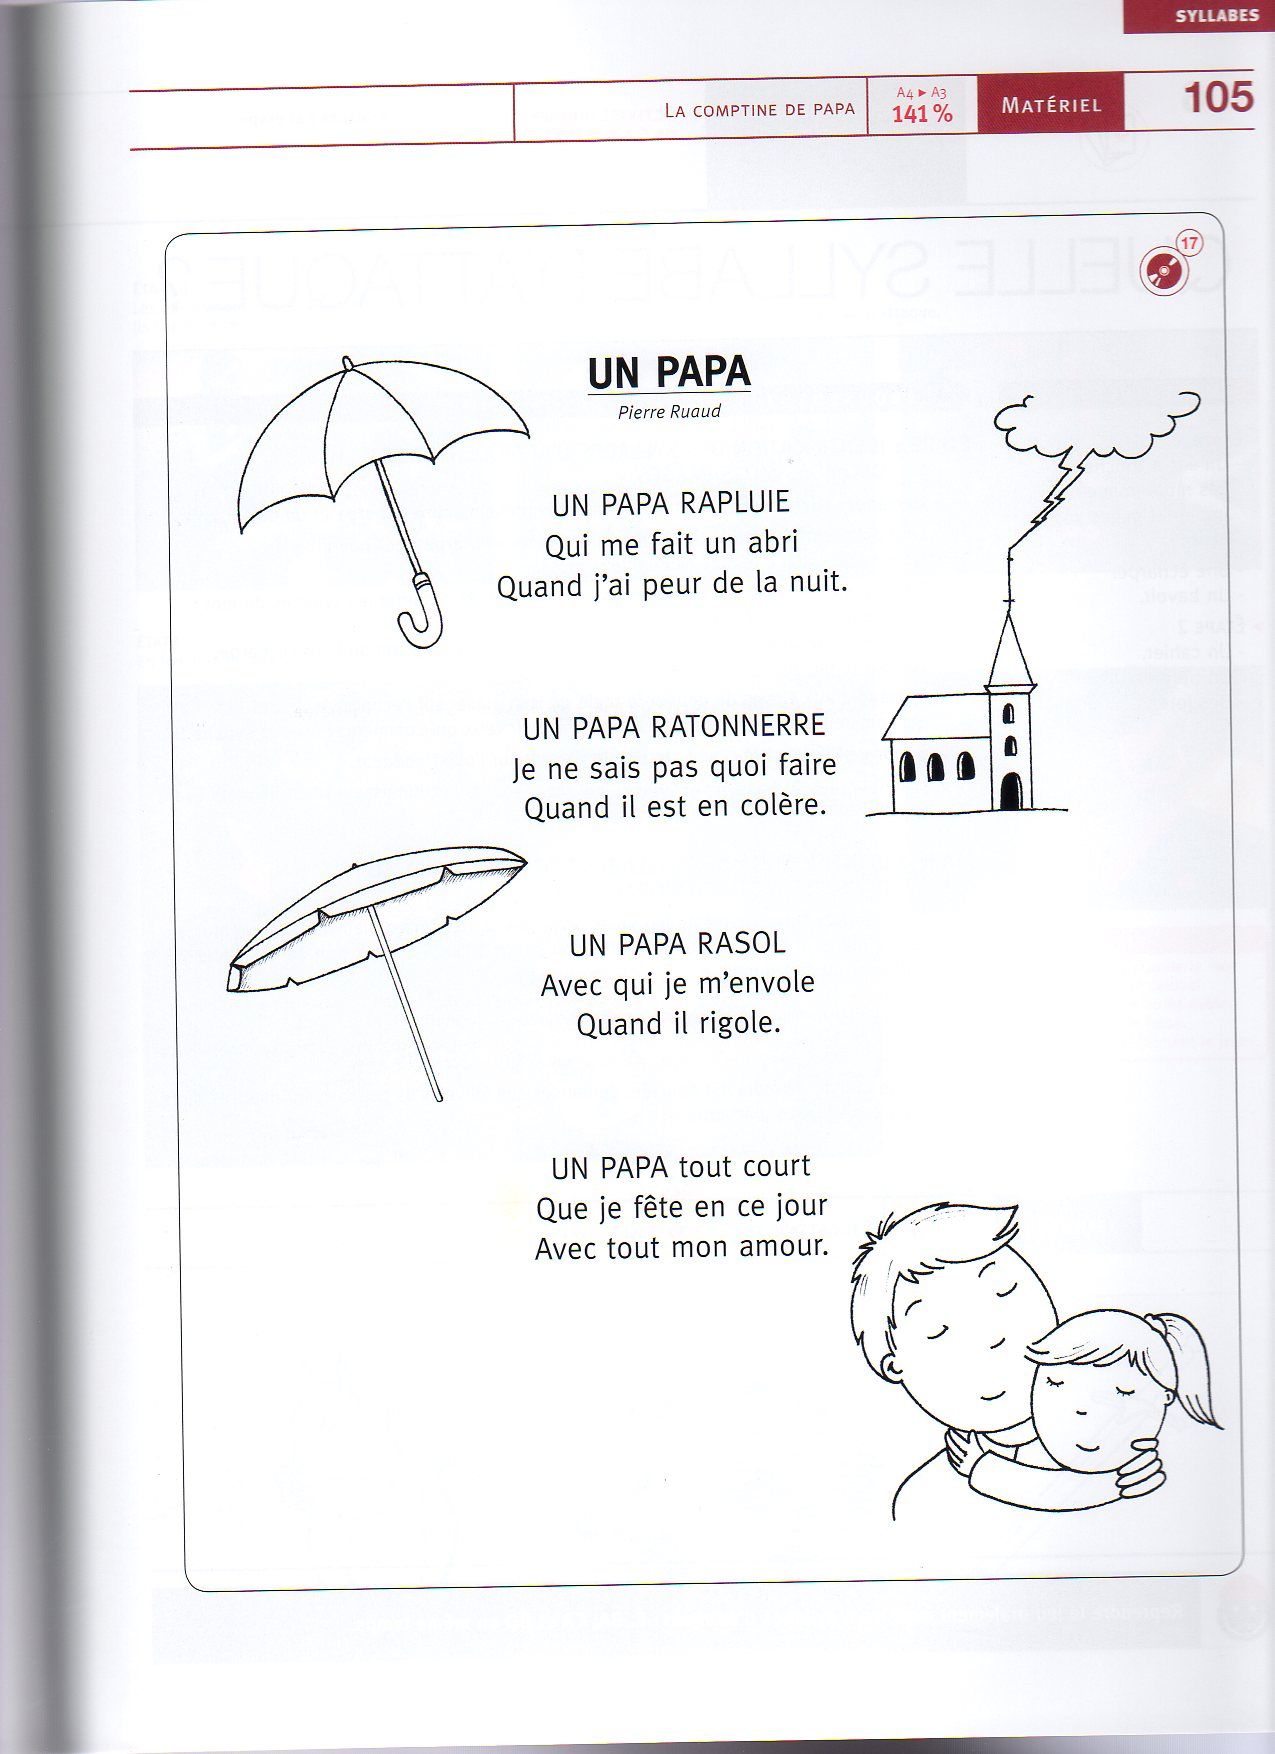 SYLLABES
LA COMPTINE DE PAPA
A4 ▸ A3
141 %
MATÉRIEL
105
17
UN PAPA
Pierre Ruaud
UN PAPA RAPLUIE
Qui me fait un abri
Quand j'ai peur de la nuit.
UN PAPA RATONNERRE
Je ne sais pas quoi faire
Quand il est en colère.
UN PAPA RASOL
Avec qui je m'envole
Quand il rigole.
UN PAPA tout court
Que je fête en ce jour
Avec tout mon amour.